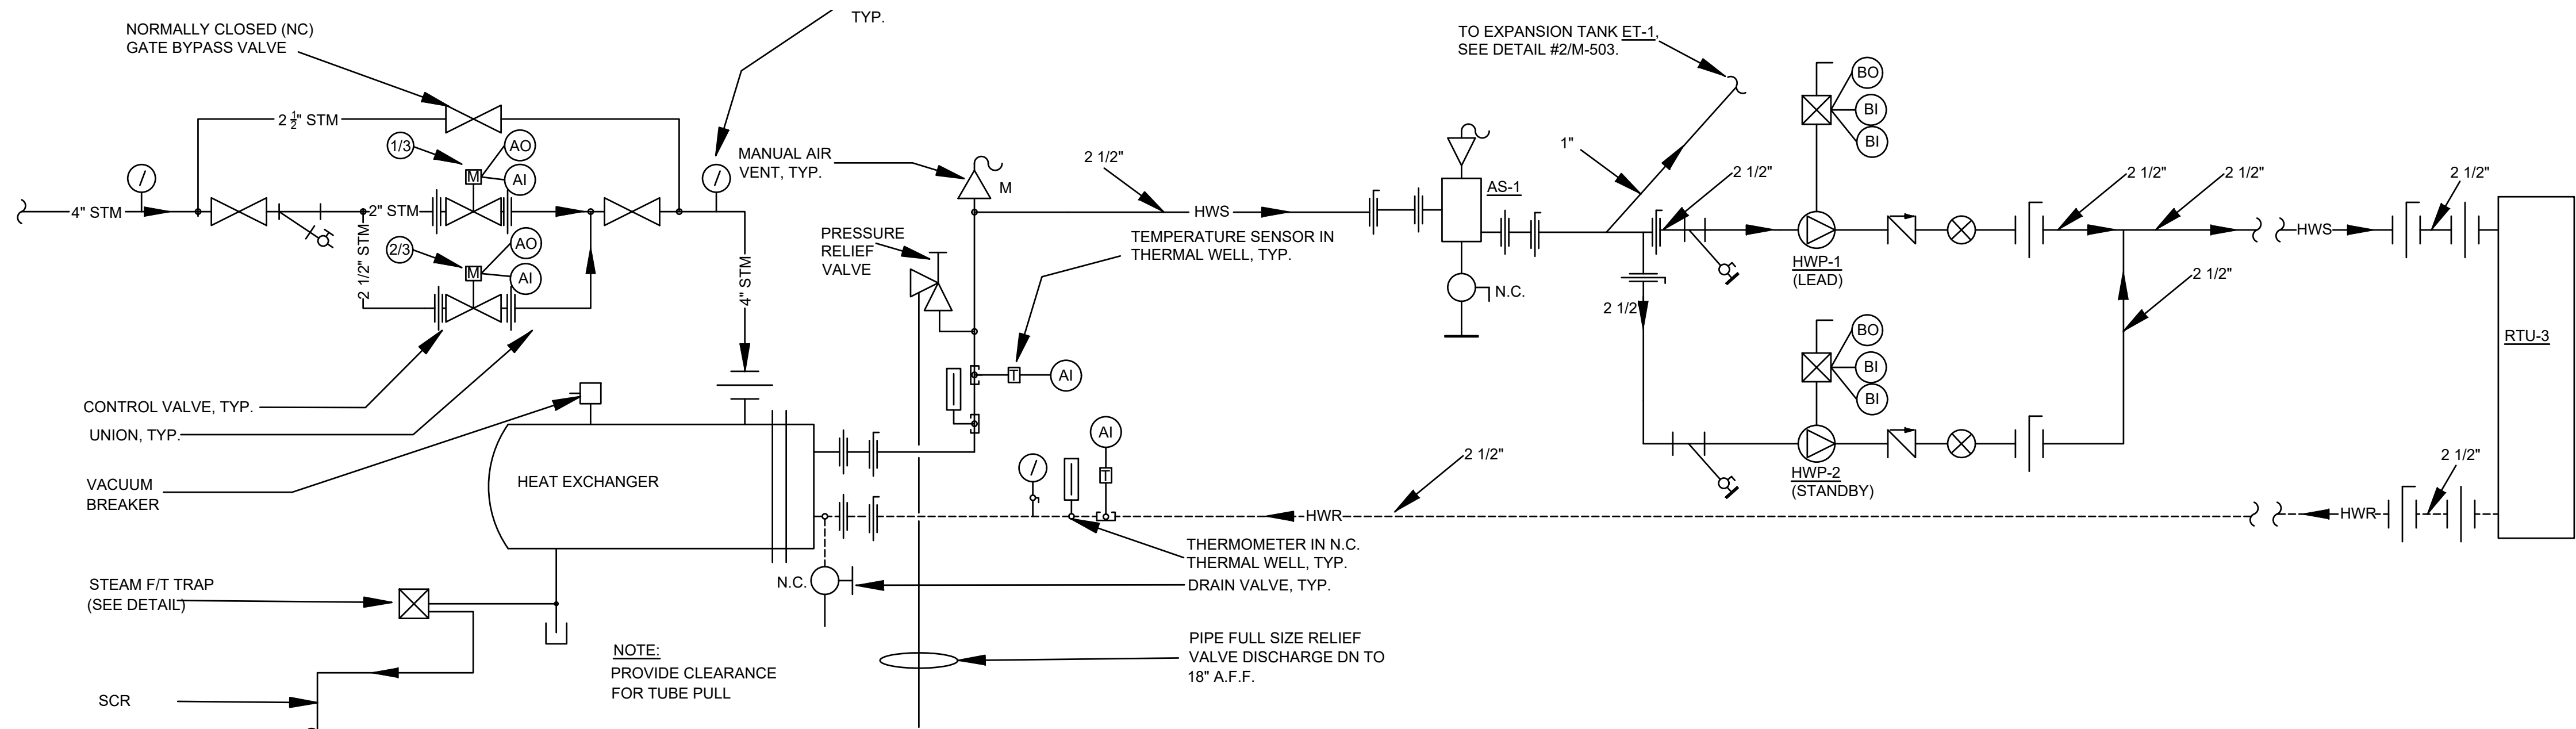 TYP.
NORMALLY CLOSED (NC)
GATE BYPASS VALVE
TO EXPANSION TANK ET-1,
SEE DETAIL #2/M-503.
2 1/2" STM
1/3
AO
AI
M
4" STM
2" STM
2 1/2" STM
2/3
AO
AI
M
4" STM
MANUAL AIR
VENT, TYP.
M
2 1/2"
HWS
PRESSURE
RELIEF
VALVE
TEMPERATURE SENSOR IN
THERMAL WELL, TYP.
T
AI
AS-1
N.C.
1"
2 1/2"
2 1/2
BO
BI
BI
HWP-1
(LEAD)
2 1/2"
2 1/2"
2 1/2"
HWS
2 1/2"
RTU-3
BO
BI
BI
HWP-2
(STANDBY)
2 1/2"
HWR
CONTROL VALVE, TYP.
UNION, TYP.
VACUUM
BREAKER
HEAT EXCHANGER
AI
T
2 1/2"
HWR
THERMOMETER IN N.C.
THERMAL WELL, TYP.
N.C.
DRAIN VALVE, TYP.
STEAM F/T TRAP
(SEE DETAIL)
NOTE:
PROVIDE CLEARANCE
FOR TUBE PULL
PIPE FULL SIZE RELIEF
VALVE DISCHARGE DN TO
18" A.F.F.
SCR